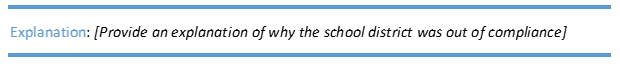 Explanation: [Provide an explanation of why the school district was out of compliance]